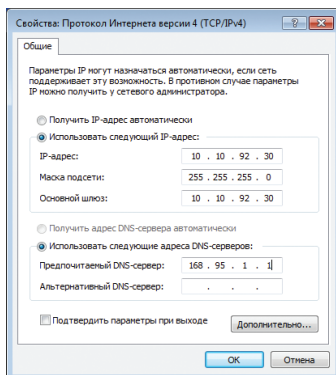 Свойства: Протокол Интернета версии 4 (TCP/IPv4)
Общие
Параметры IP могут назначаться автоматически, если сеть
поддерживает эту возможность. В противном случае параметры
IP можно получить у сетевого администратора.
Получить IP-адрес автоматически
Использовать следующий IP-адрес:
IP-адрес: 10 . 10 . 92 . 30
Маска подсети: 255 . 255 . 255 . 0
Основной шлюз: 10 . 10 . 92 . 30
Получить адрес DNS-сервера автоматически
Использовать следующие адреса DNS-серверов:
Предпочитаемый DNS-сервер: 168 . 95 . 1 . 1
Альтернативный DNS-сервер: . . .
Подтвердить параметры при выходе
Дополнительно...
ОК Отмена